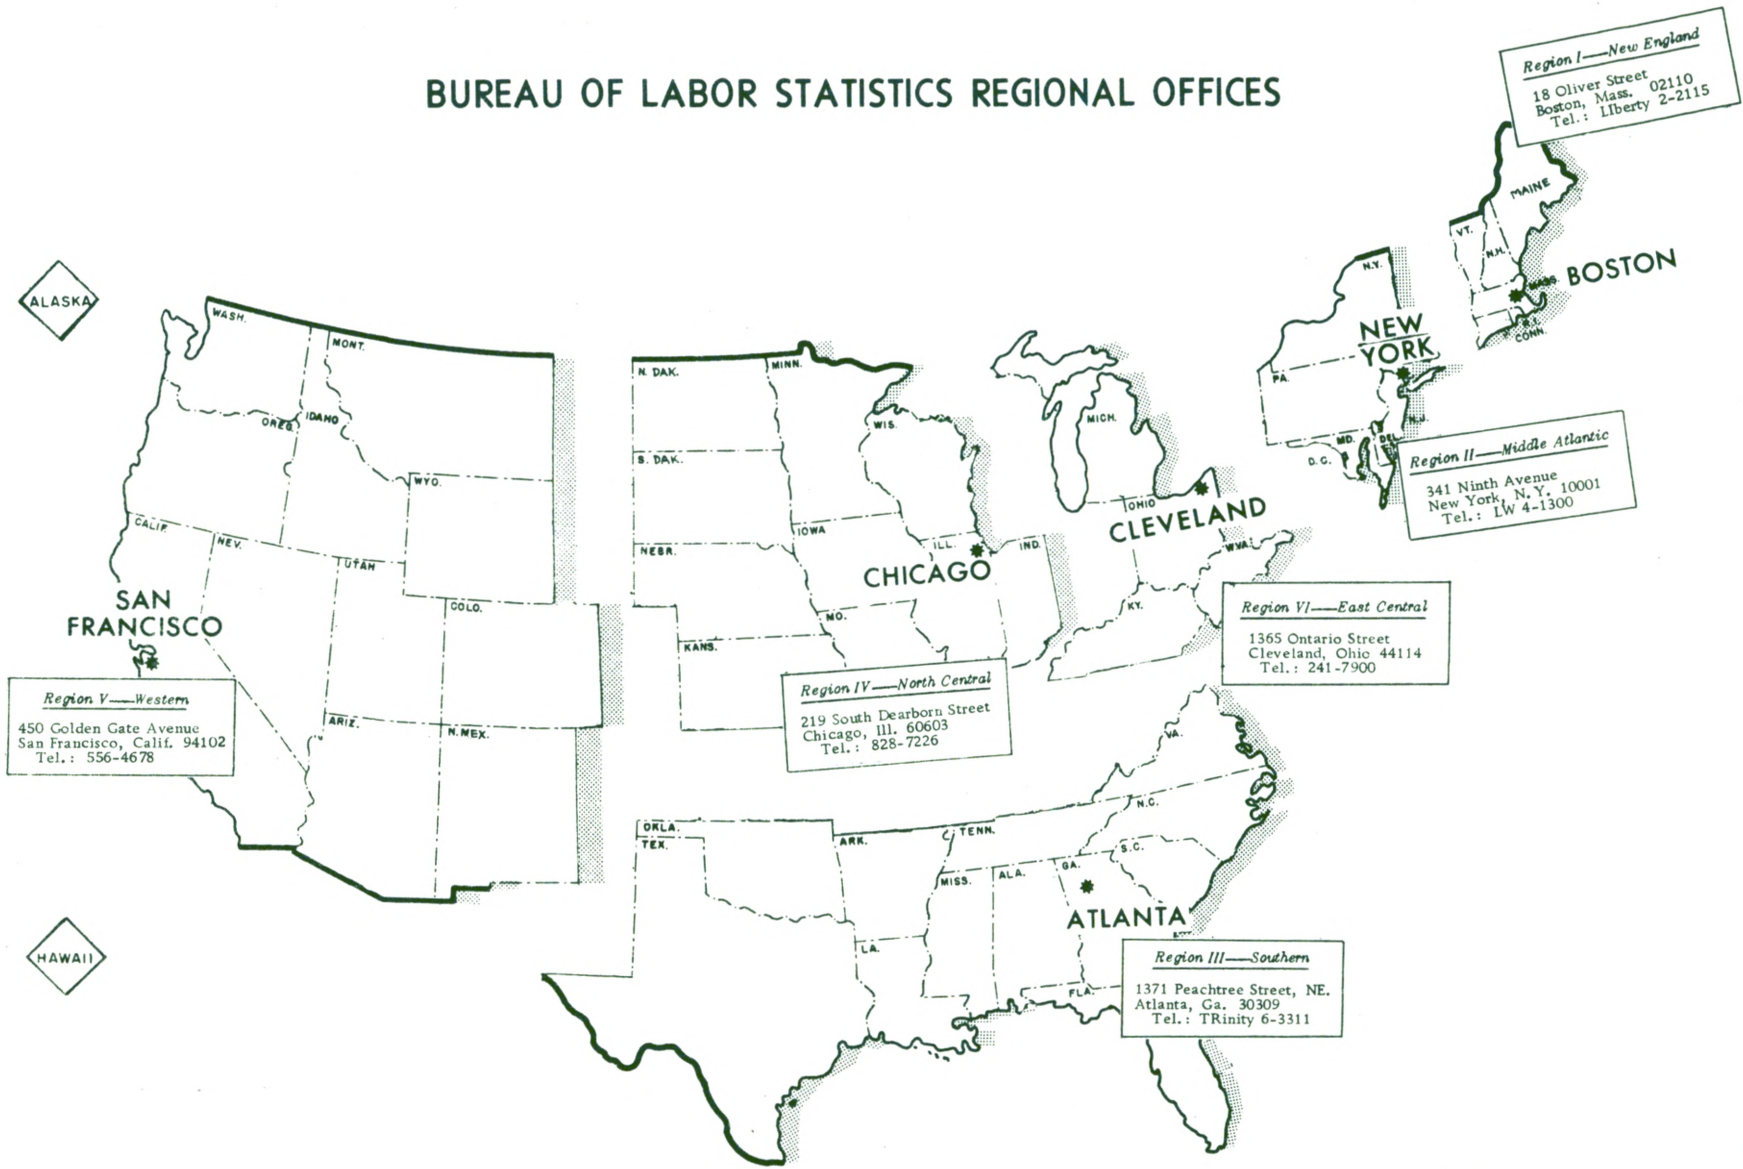 BUREAU OF LABOR STATISTICS REGIONAL OFFICES
Region I—New England
18 Oliver Street
Boston, Mass. 02110
Tel.: LIberty 2-2115
MAINE
VT.
N.H.
MASS.
BOSTON
R.I.
CONN.
N.Y.
NEW
YORK
PA.
N.J.
MD.
DEL.
D.C.
Region II—Middle Atlantic
341 Ninth Avenue
New York, N.Y. 10001
Tel.: LW 4-1300
ALASKA
WASH.
MONT.
OREG.
IDAHO
WYO.
CALIF.
NEV.
UTAH
COLO.
SAN
FRANCISCO
Region V—Western
450 Golden Gate Avenue
San Francisco, Calif. 94102
Tel.: 556-4678
ARIZ.
N.MEX.
HAWAII
N. DAK.
MINN.
WIS.
S. DAK.
IOWA
NEBR.
ILL.
IND.
CHICAGO
MO.
KANS.
Region IV—North Central
219 South Dearborn Street
Chicago, Ill. 60603
Tel.: 828-7226
MICH.
OHIO
CLEVELAND
W.VA.
KY.
Region VI—East Central
1365 Ontario Street
Cleveland, Ohio 44114
Tel.: 241-7900
VA.
N.C.
OKLA.
TEX.
ARK.
TENN.
S.C.
MISS.
ALA.
GA.
ATLANTA
LA.
FLA.
Region III—Southern
1371 Peachtree Street, NE.
Atlanta, Ga. 30309
Tel.: TRinity 6-3311